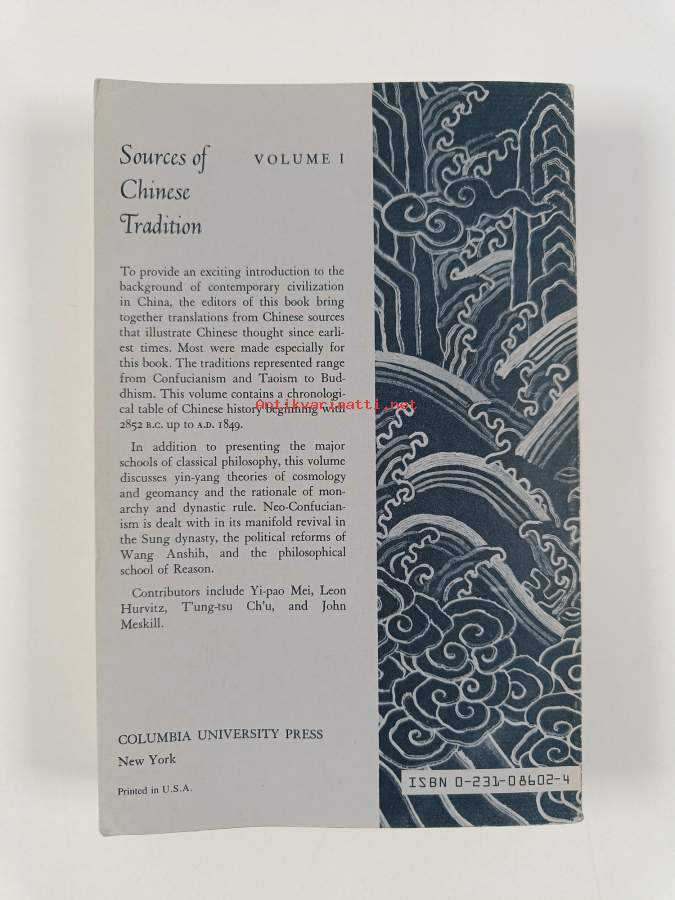 Sources of VOLUME I
Chinese
Tradition
To provide an exciting introduction to the
background of contemporary civilization
in China, the editors of this book bring
together translations from Chinese sources
that illustrate Chinese thought since earli-
est times. Most were made especially for
this book. The traditions represented range
from Confucianism and Taoism to Bud-
dhism. This volume contains a chronologi-
cal table of Chinese history beginning with
Antikvariaatti.net
2852 B.C. up to A.D. 1849.
In addition to presenting the major
schools of classical philosophy, this volume
discusses yin-yang theories of cosmology
and geomancy and the rationale of mon-
archy and dynastic rule. Neo-Confucian-
ism is dealt with in its manifold revival in
the Sung dynasty, the political reforms of
Wang Anshih, and the philosophical
school of Reason.
Contributors include Yi-pao Mei, Leon
Hurvitz, T'ung-tsu Ch'u, and John
Meskill.
COLUMBIA UNIVERSITY PRESS
New York
Printed in U.S.A.
ISBN 0-231-08602-4